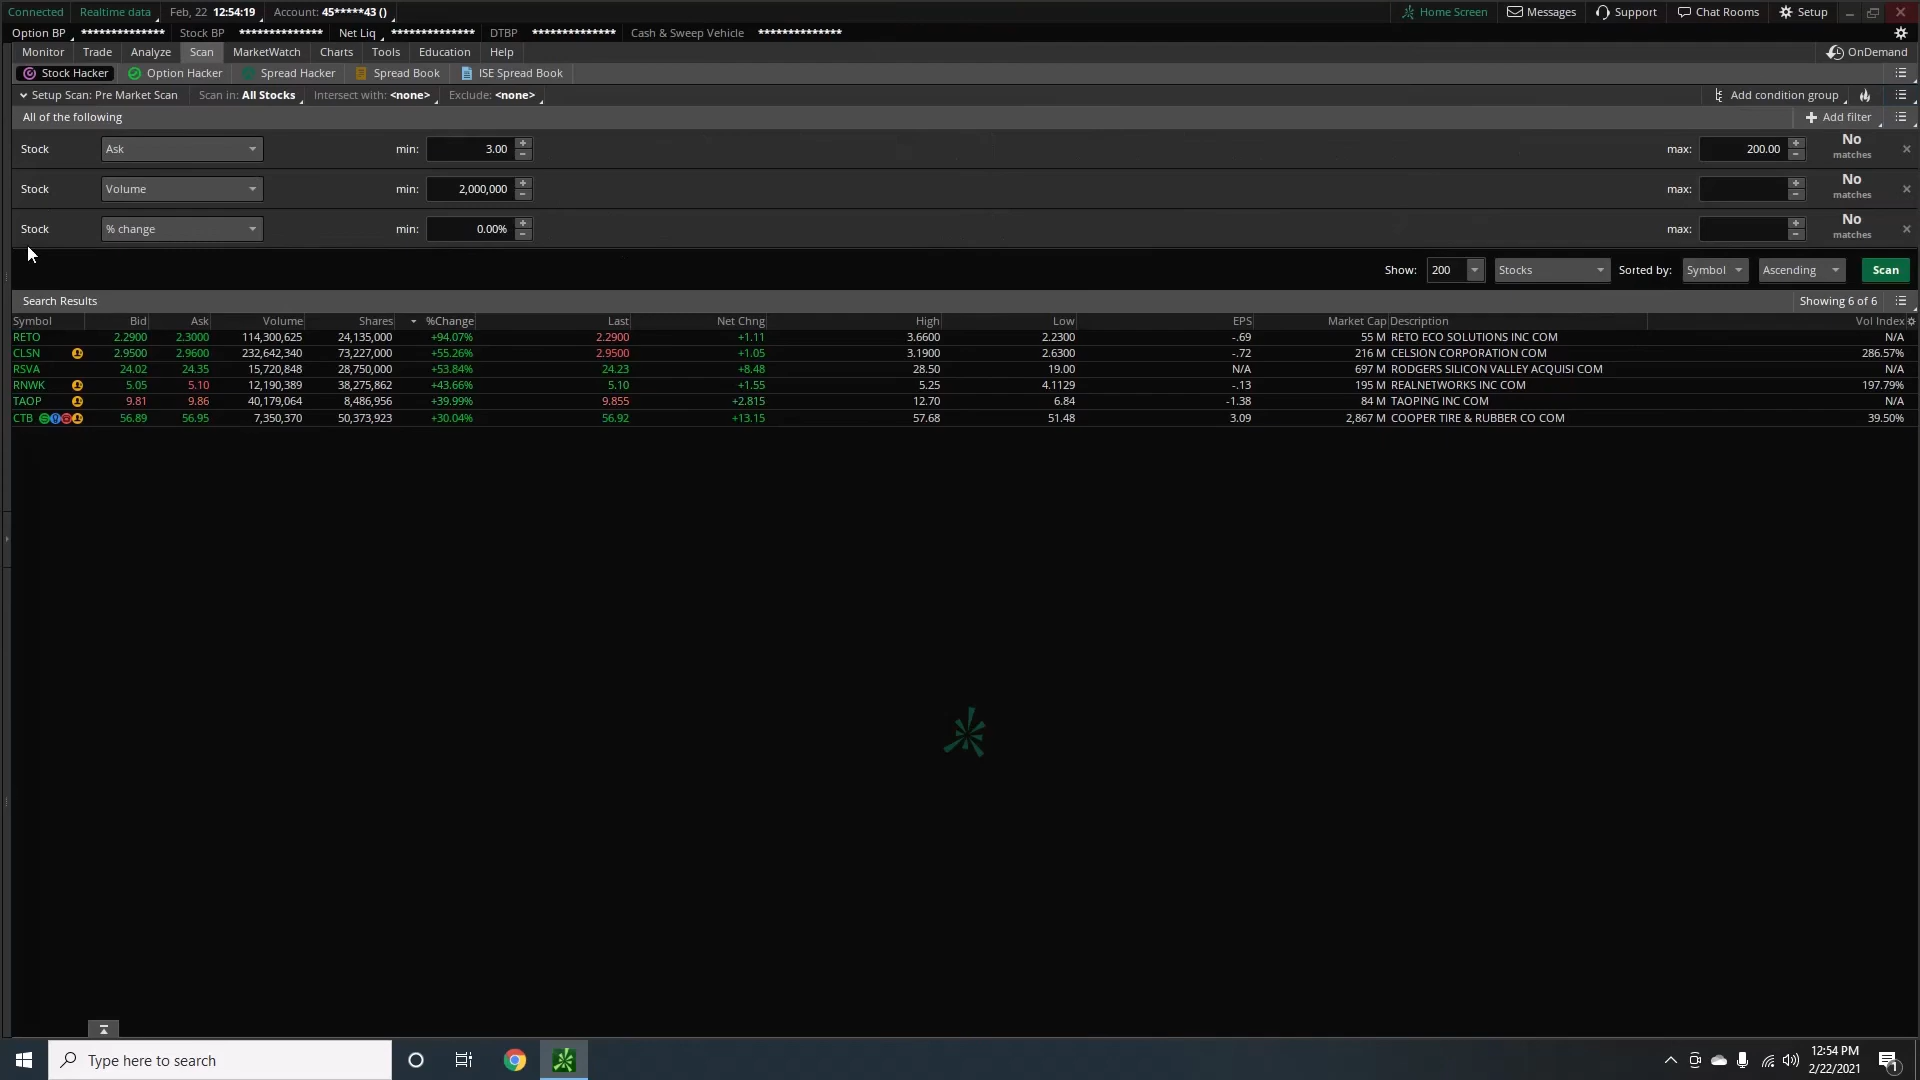 Connected Realtime data Feb, 22 12:54:19 Account: 45*****43 () Home Screen Messages Support Chat Rooms Setup
Option BP ************** Stock BP ************** Net Liq ************** DTBP ************** Cash & Sweep Vehicle **************
Monitor Trade Analyze Scan MarketWatch Charts Tools Education Help OnDemand
Stock Hacker Option Hacker Spread Hacker Spread Book ISE Spread Book
Setup Scan: Pre Market Scan Scan in: All Stocks Intersect with: <none> Exclude: <none> Add condition group
All of the following Add filter
Stock Ask min: 3.00 max: 200.00 No matches
Stock Volume min: 2,000,000 max: No matches
Stock % change min: 0.00% max: No matches
Show: 200 Stocks Sorted by: Symbol Ascending Scan
Search Results Showing 6 of 6
Symbol Bid Ask Volume Shares %Change Last Net Chng High Low EPS Market Cap Description Vol Index
RETO 2.2900 2.3000 114,300,625 24,135,000 +94.07% 2.2900 +1.11 3.6600 2.2300 -.69 55 M RETO ECO SOLUTIONS INC COM N/A
CLSN 2.9500 2.9600 232,642,340 73,227,000 +55.26% 2.9500 +1.05 3.1900 2.6300 -.72 216 M CELSION CORPORATION COM 286.57%
RSVA 24.02 24.35 15,720,848 28,750,000 +53.84% 24.23 +8.48 28.50 19.00 N/A 697 M RODGERS SILICON VALLEY ACQUISI COM N/A
RNWK 5.05 5.10 12,190,389 38,275,862 +43.66% 5.10 +1.55 5.25 4.1129 -.13 195 M REALNETWORKS INC COM 197.79%
TAOP 9.81 9.86 40,179,064 8,486,956 +39.99% 9.855 +2.815 12.70 6.84 -1.38 84 M TAOPING INC COM N/A
CTB 56.89 56.95 7,350,370 50,373,923 +30.04% 56.92 +13.15 57.68 51.48 3.09 2,867 M COOPER TIRE & RUBBER CO COM 39.50%
Type here to search 12:54 PM
2/22/2021 1